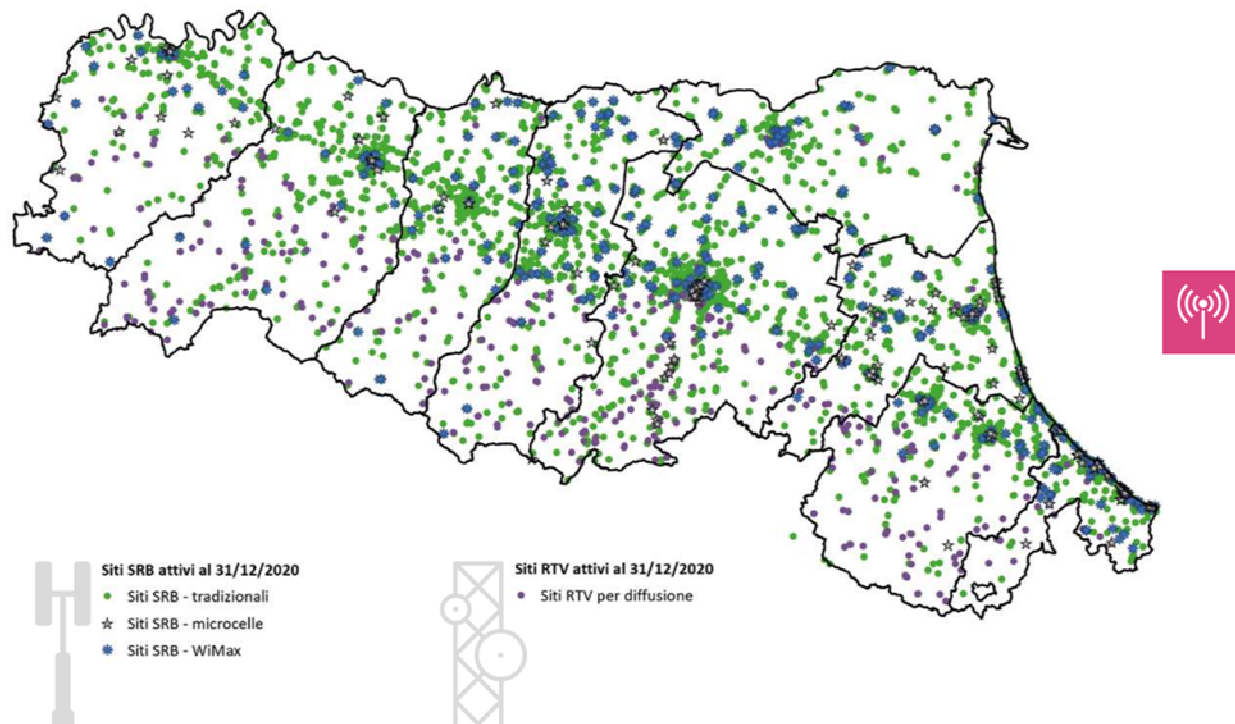 Siti SRB attivi al 31/12/2020
Siti SRB - tradizionali
Siti SRB - microcelle
Siti SRB - WiMax
Siti RTV attivi al 31/12/2020
Siti RTV per diffusione